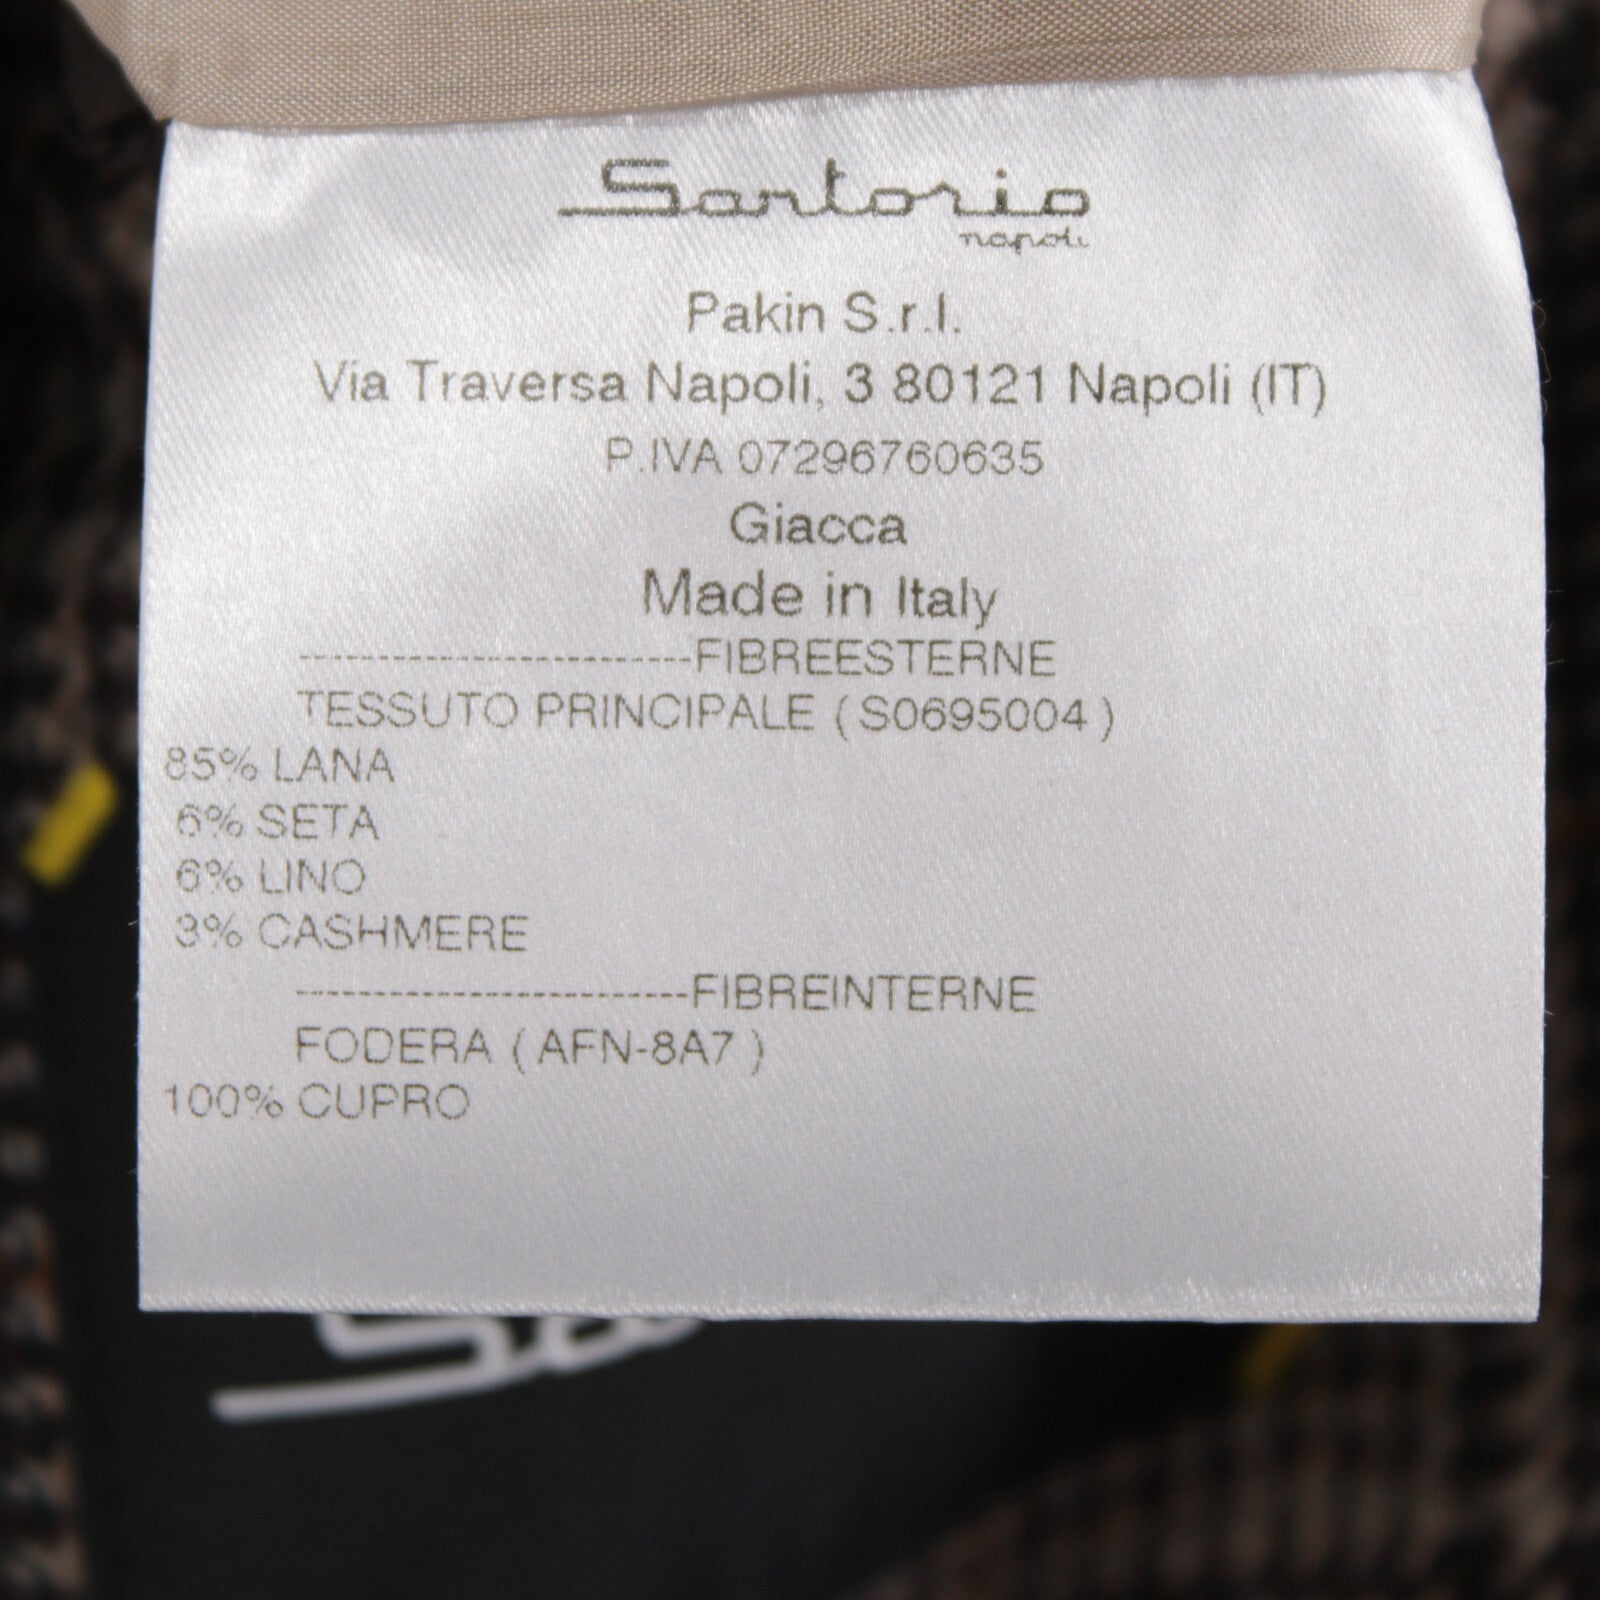 Sartorio
napoli
Pakin S.r.l.
Via Traversa Napoli, 3 80121 Napoli (IT)
P.IVA 07296760635
Giacca
Made in Italy
-------------------------FIBREESTERNE
TESSUTO PRINCIPALE ( S0695004 )
85% LANA
6% SETA
6% LINO
3% CASHMERE
-------------------------FIBREINTERNE
FODERA ( AFN-8A7 )
100% CUPRO